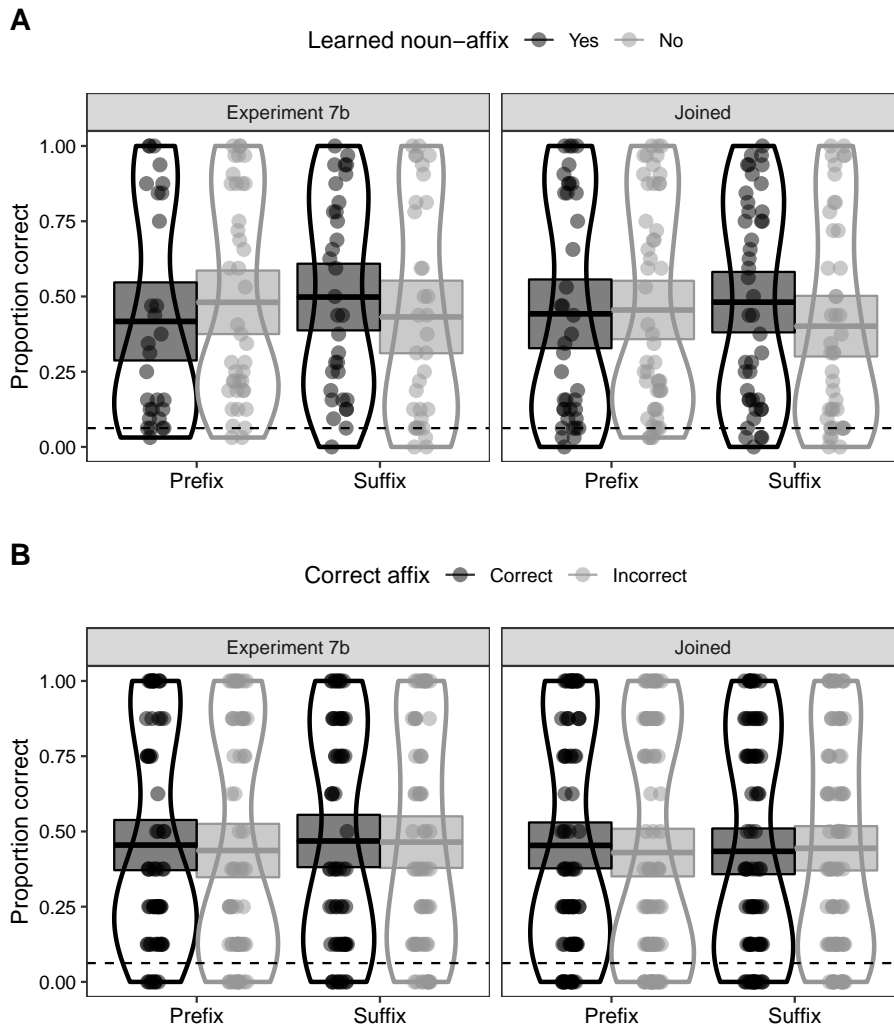 A
Learned noun−affix Yes No
Experiment 7b Joined
Proportion correct
1.00
0.75
0.50
0.25
0.00
Prefix Suffix Prefix Suffix
B
Correct affix Correct Incorrect
Experiment 7b Joined
Proportion correct
1.00
0.75
0.50
0.25
0.00
Prefix Suffix Prefix Suffix